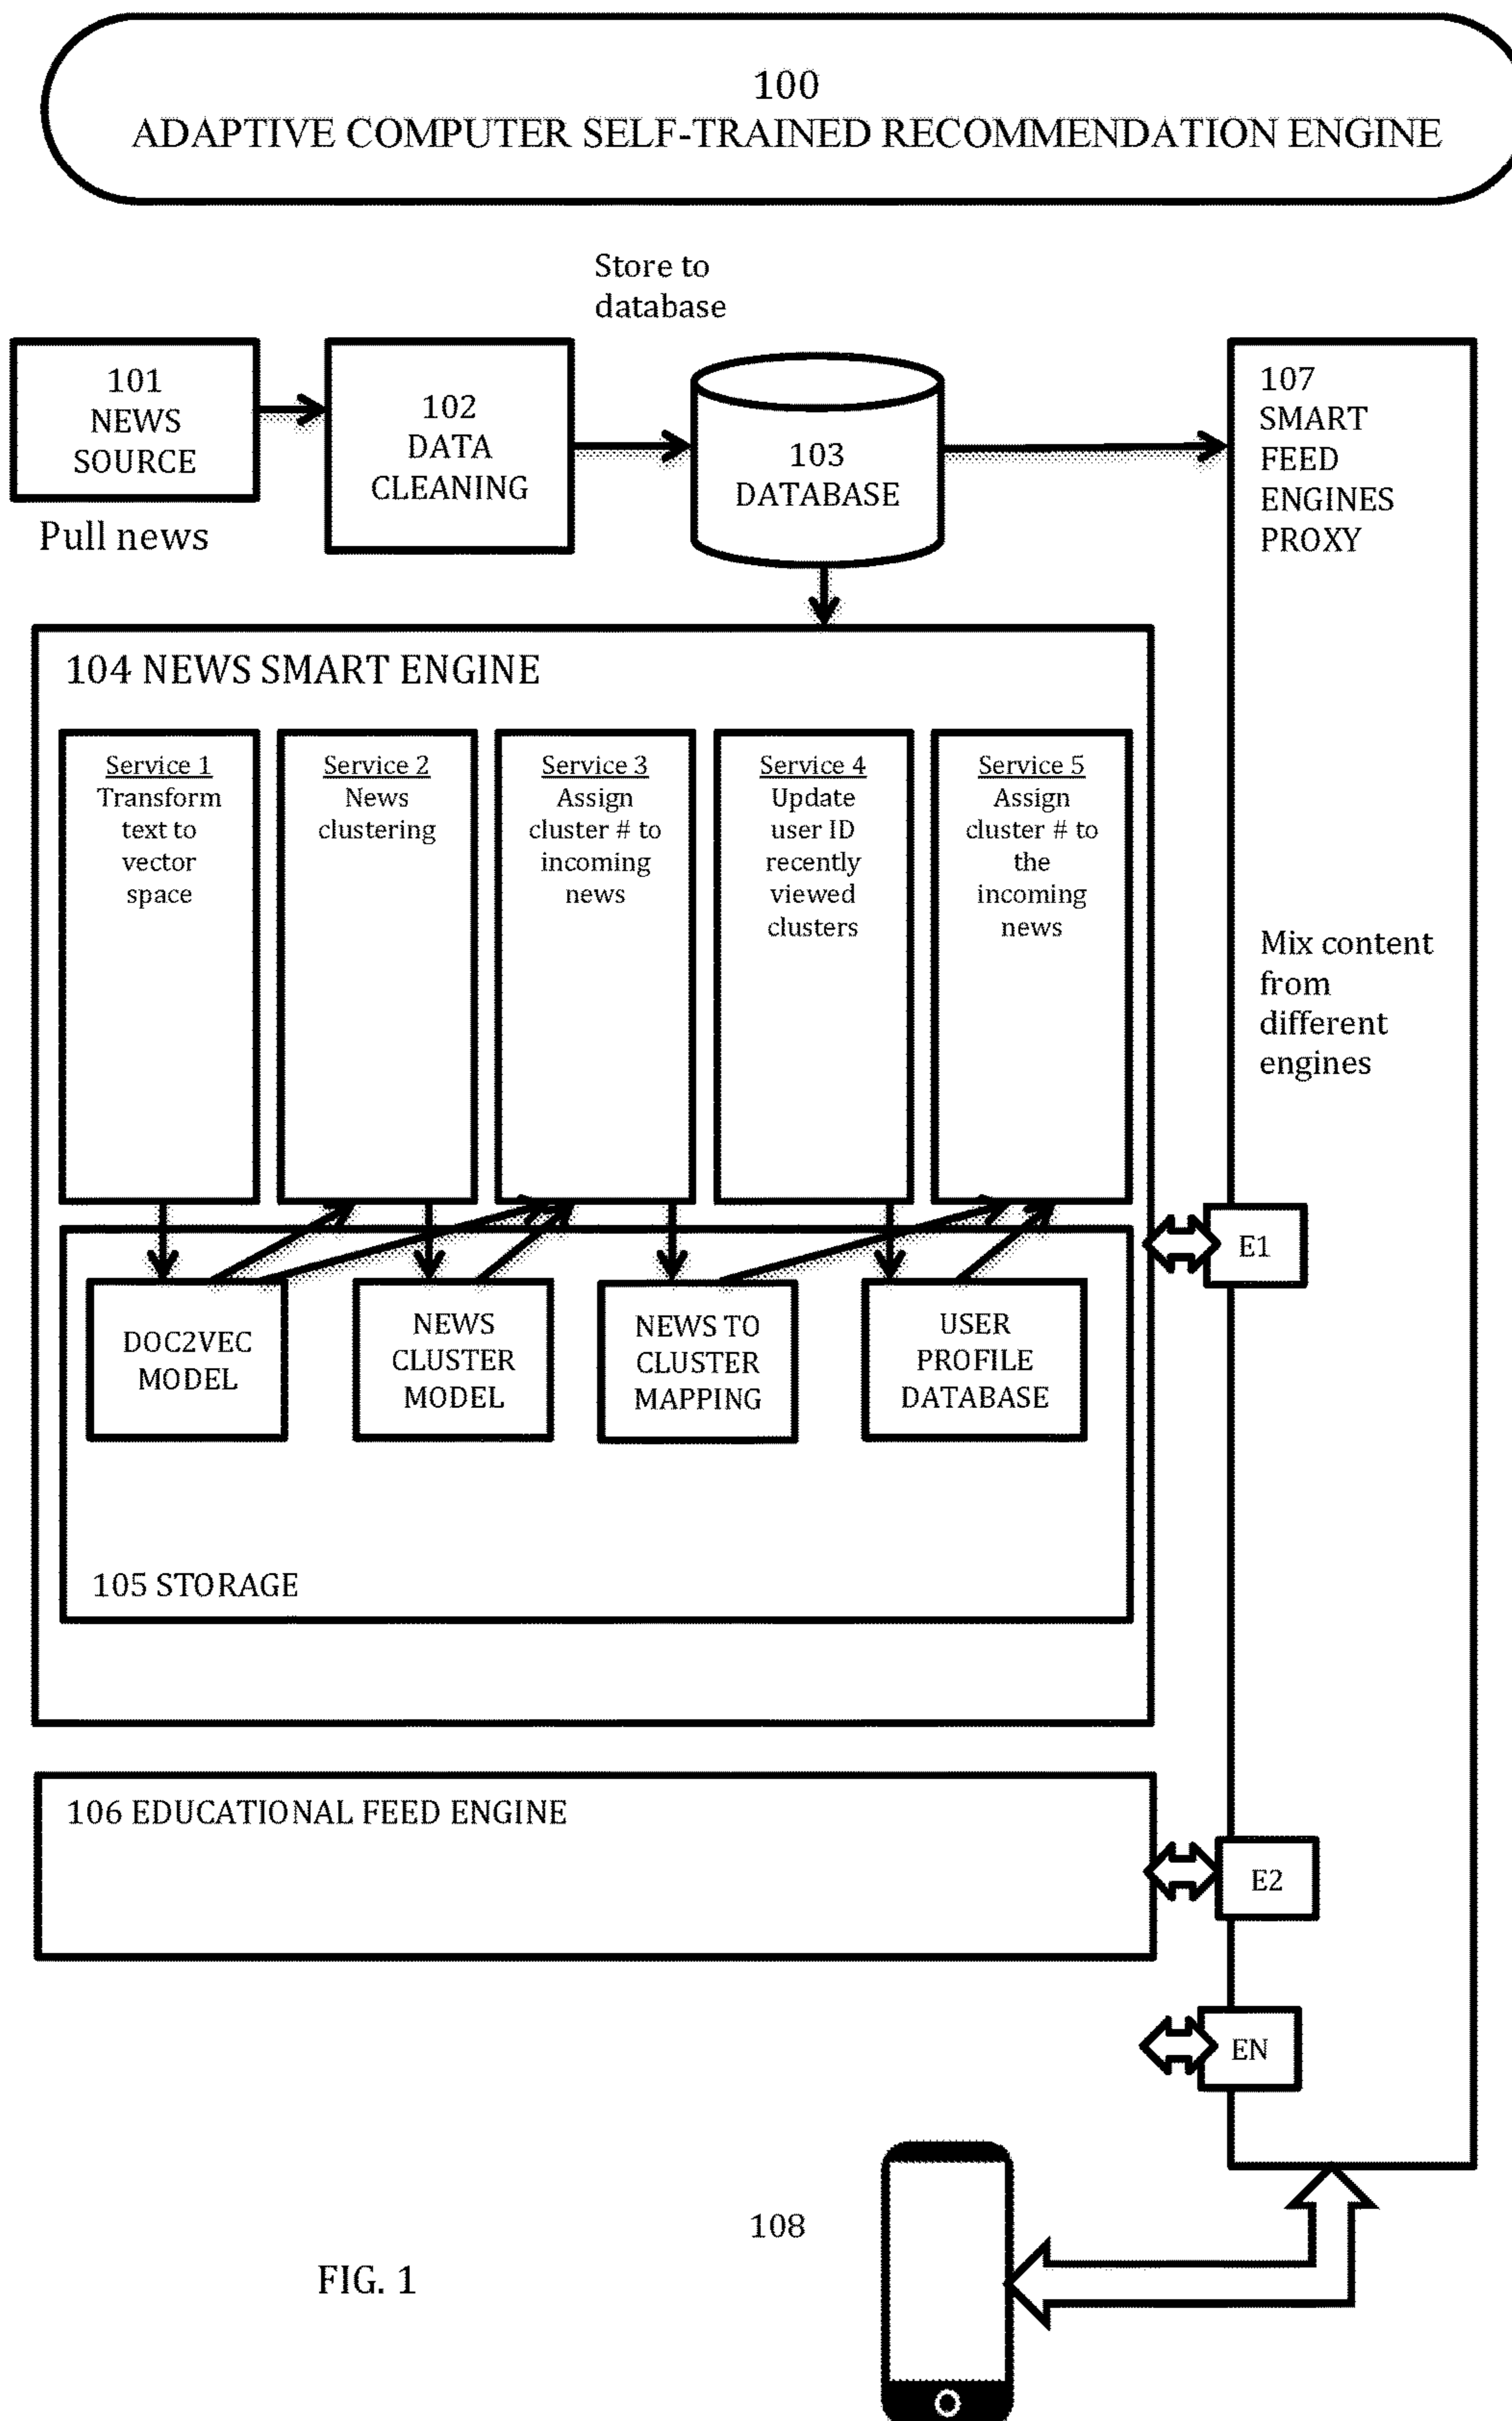 100
ADAPTIVE COMPUTER SELF-TRAINED RECOMMENDATION ENGINE
Store to
database
101
NEWS
SOURCE
Pull news
102
DATA
CLEANING
103
DATABASE
107
SMART
FEED
ENGINES
PROXY
Mix content
from
different
engines
104 NEWS SMART ENGINE
Service 1
Transform
text to
vector
space
Service 2
News
clustering
Service 3
Assign
cluster # to
incoming
news
Service 4
Update
user ID
recently
viewed
clusters
Service 5
Assign
cluster # to
the
incoming
news
E1
DOC2VEC
MODEL
NEWS
CLUSTER
MODEL
NEWS TO
CLUSTER
MAPPING
USER
PROFILE
DATABASE
105 STORAGE
106 EDUCATIONAL FEED ENGINE
E2
EN
108
FIG. 1